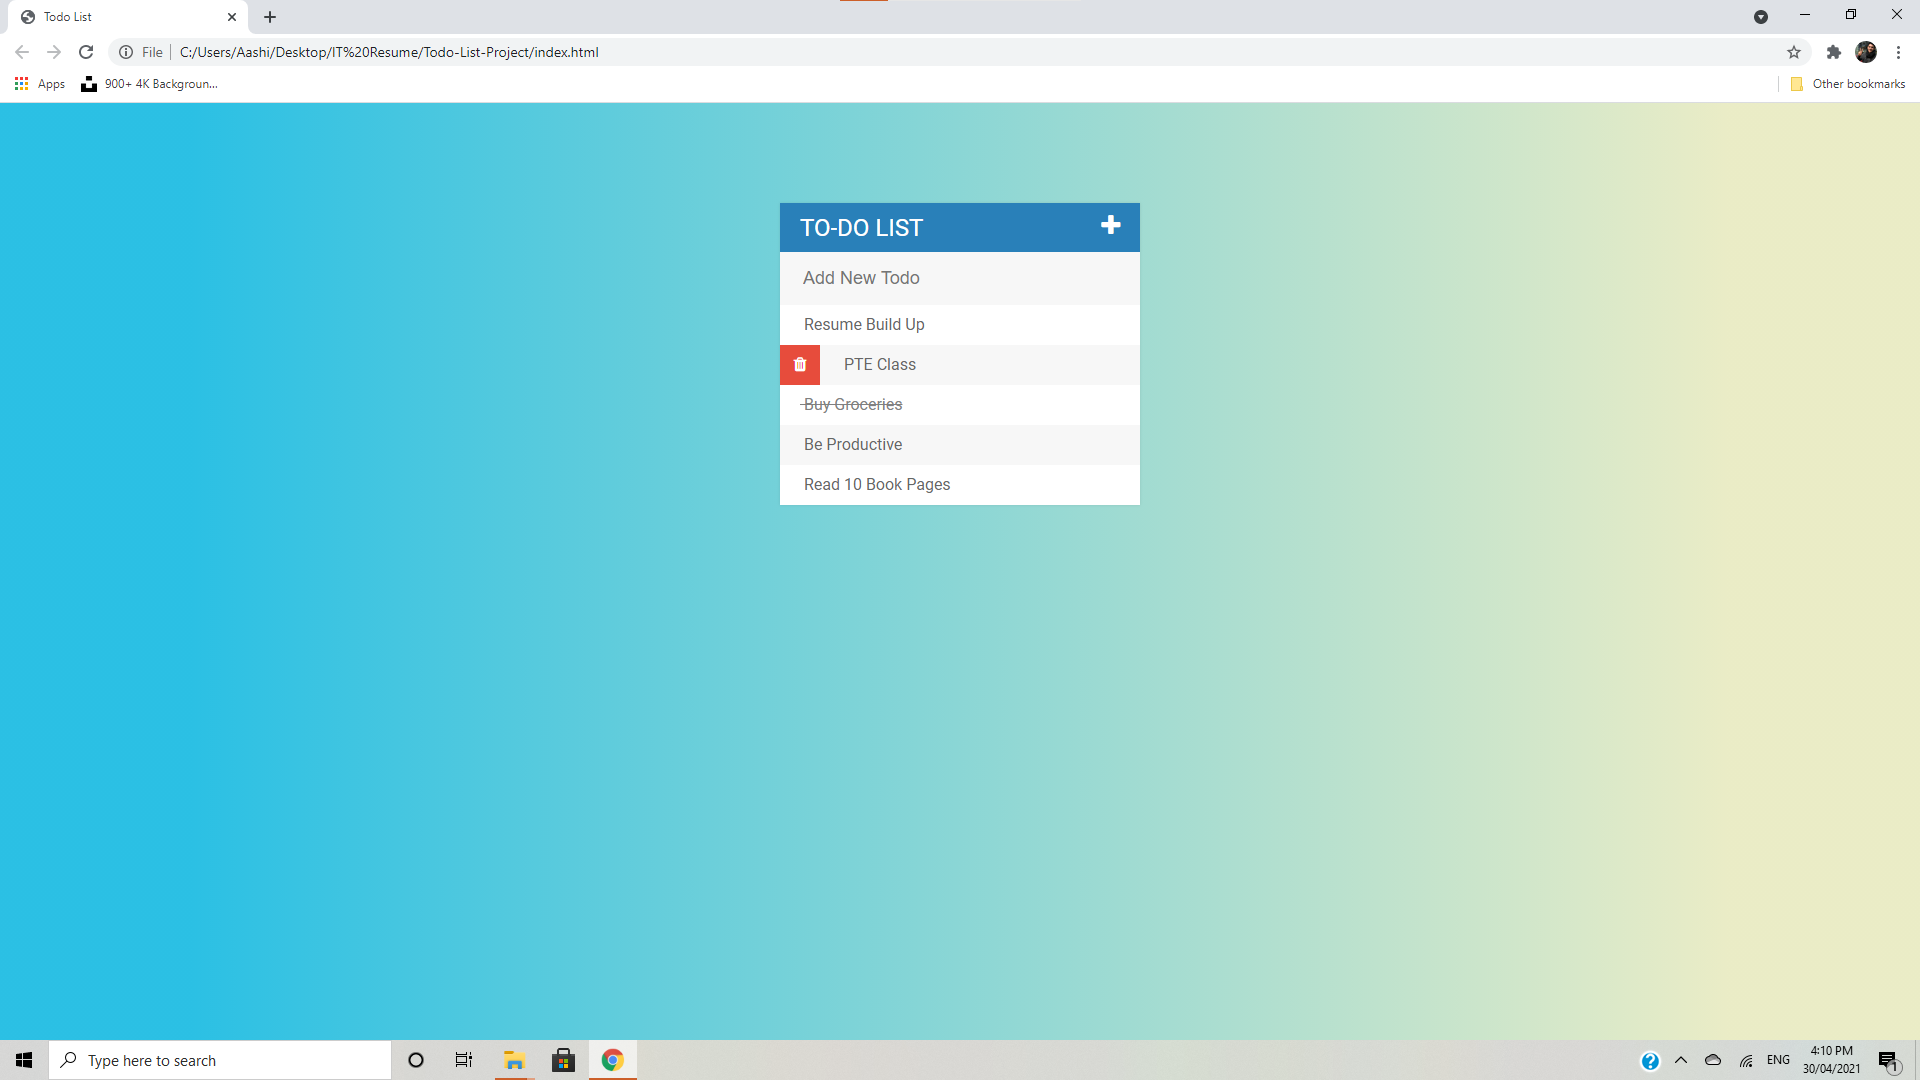 Todo List
File
C:/Users/Aashi/Desktop/IT%20Resume/Todo-List-Project/index.html
Apps
900+ 4K Backgroun...
Other bookmarks
TO-DO LIST
Add New Todo
Resume Build Up
PTE Class
Buy Groceries
Be Productive
Read 10 Book Pages
Type here to search
ENG
4:10 PM
30/04/2021
1